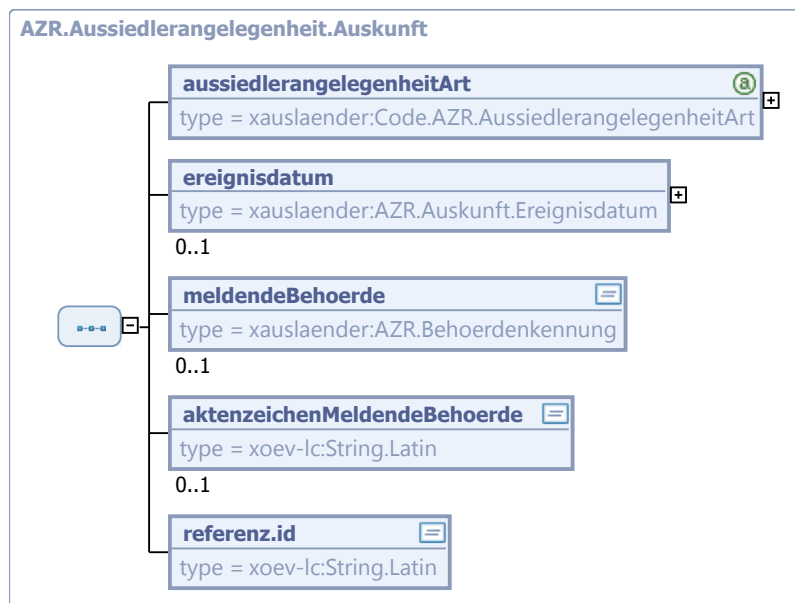 AZR.Aussiedlerangelegenheit.Auskunft
aussiedlerangelegenheitArt
a
type = xauslaender:Code.AZR.AussiedlerangelegenheitArt
ereignisdatum
type = xauslaender:AZR.Auskunft.Ereignisdatum
0..1
meldendeBehoerde
type = xauslaender:AZR.Behoerdenkennung
0..1
aktenzeichenMeldendeBehoerde
type = xoev-lc:String.Latin
0..1
referenz.id
type = xoev-lc:String.Latin